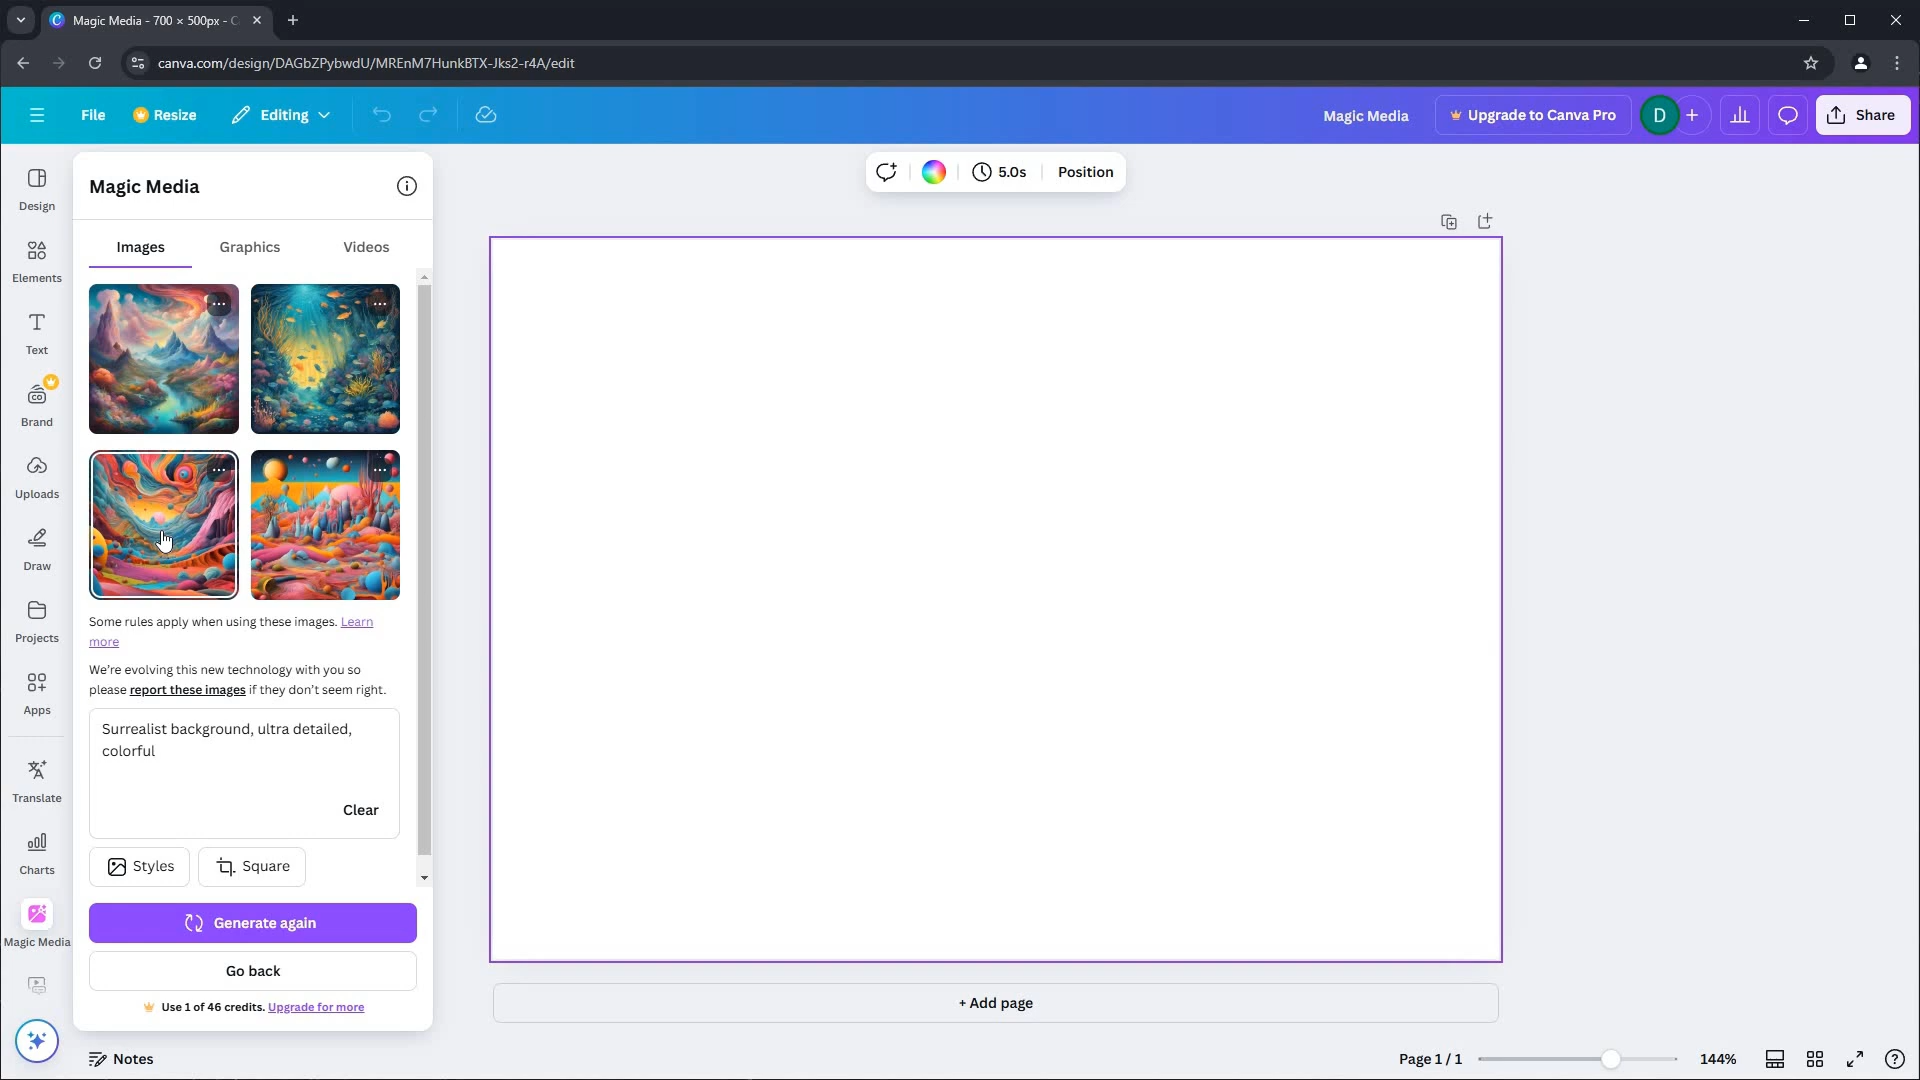 Magic Media - 700 × 500px - C
canva.com/design/DAGbZPybwdU/MREnM7HunkBTX-Jks2-r4A/edit
File
Resize
Editing
Magic Media
Upgrade to Canva Pro
D
Share
Design
Elements
Text
Brand
Uploads
Draw
Projects
Apps
Translate
Charts
Magic Media
Magic Media
Images
Graphics
Videos
Some rules apply when using these images. Learn
more
We're evolving this new technology with you so
please report these images if they don't seem right.
Surrealist background, ultra detailed,
colorful
Clear
Styles
Square
Generate again
Go back
Use 1 of 46 credits. Upgrade for more
5.0s
Position
+ Add page
Notes
Page 1 / 1
144%